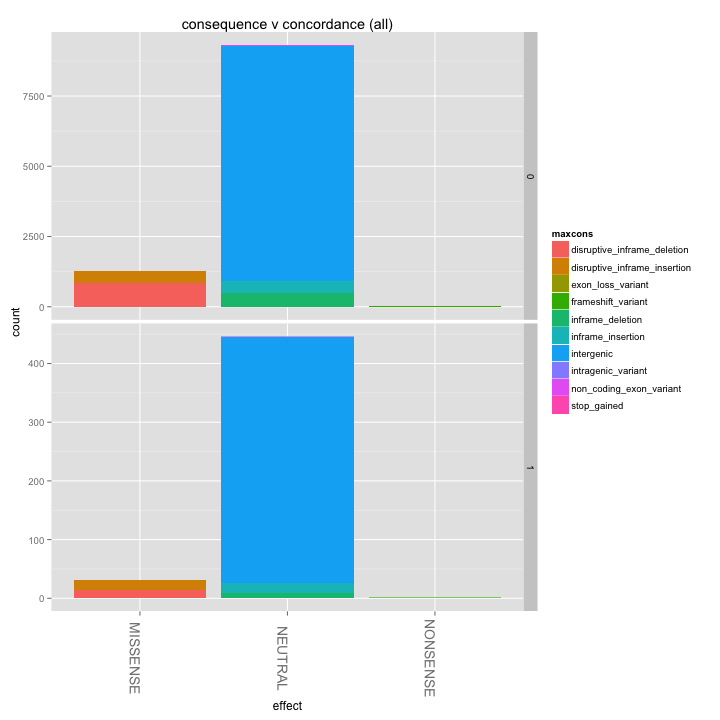 consequence v concordance (all)
count
7500
5000
2500
0
0
400
300
200
100
0
1
MISSENSE
NEUTRAL
NONSENSE
effect
maxcons
disruptive_inframe_deletion
disruptive_inframe_insertion
exon_loss_variant
frameshift_variant
inframe_deletion
inframe_insertion
intergenic
intragenic_variant
non_coding_exon_variant
stop_gained